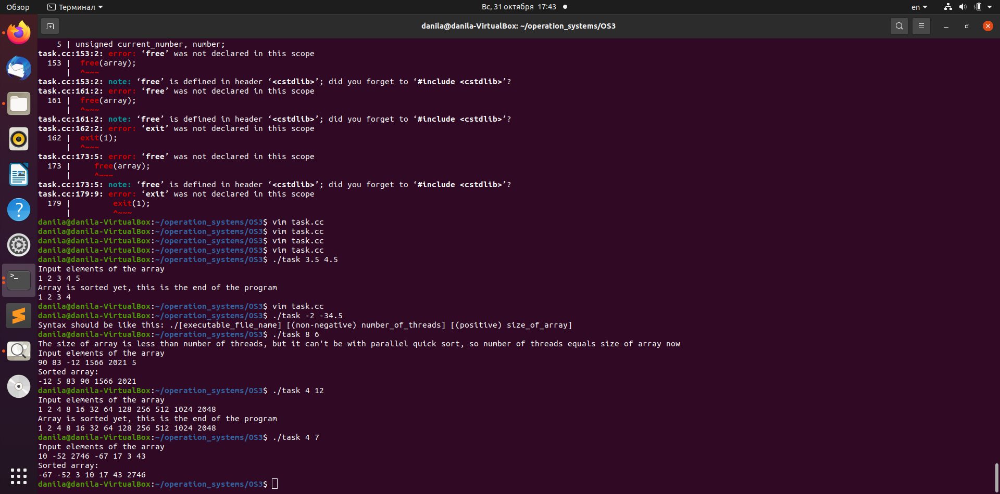 Обзор
Терминал
Вс, 31 октября 17:43
en
danila@danila-VirtualBox: ~/operation_systems/OS3
    5 | unsigned current_number, number;
task.cc:153:2: error: ‘free’ was not declared in this scope
  153 |  free(array);
      |  ^~~~
task.cc:153:2: note: ‘free’ is defined in header ‘<cstdlib>’; did you forget to ‘#include <cstdlib>’?
task.cc:161:2: error: ‘free’ was not declared in this scope
  161 |  free(array);
      |  ^~~~
task.cc:161:2: note: ‘free’ is defined in header ‘<cstdlib>’; did you forget to ‘#include <cstdlib>’?
task.cc:162:2: error: ‘exit’ was not declared in this scope
  162 |  exit(1);
      |  ^~~~
task.cc:173:5: error: ‘free’ was not declared in this scope
  173 |     free(array);
      |     ^~~~
task.cc:173:5: note: ‘free’ is defined in header ‘<cstdlib>’; did you forget to ‘#include <cstdlib>’?
task.cc:179:9: error: ‘exit’ was not declared in this scope
  179 |         exit(1);
      |         ^~~~
danila@danila-VirtualBox:~/operation_systems/OS3$ vim task.cc
danila@danila-VirtualBox:~/operation_systems/OS3$ vim task.cc
danila@danila-VirtualBox:~/operation_systems/OS3$ vim task.cc
danila@danila-VirtualBox:~/operation_systems/OS3$ vim task.cc
danila@danila-VirtualBox:~/operation_systems/OS3$ ./task 3.5 4.5
Input elements of the array
1 2 3 4 5
Array is sorted yet, this is the end of the program
1 2 3 4
danila@danila-VirtualBox:~/operation_systems/OS3$ vim task.cc
danila@danila-VirtualBox:~/operation_systems/OS3$ ./task -2 -34.5
Syntax should be like this: ./[executable_file_name] [(non-negative) number_of_threads] [(positive) size_of_array]
danila@danila-VirtualBox:~/operation_systems/OS3$ ./task 8 6
The size of array is less than number of threads, but it can't be with parallel quick sort, so number of threads equals size of array now
Input elements of the array
90 83 -12 1566 2021 5
Sorted array:
-12 5 83 90 1566 2021
danila@danila-VirtualBox:~/operation_systems/OS3$ ./task 4 12
Input elements of the array
1 2 4 8 16 32 64 128 256 512 1024 2048
Array is sorted yet, this is the end of the program
1 2 4 8 16 32 64 128 256 512 1024 2048
danila@danila-VirtualBox:~/operation_systems/OS3$ ./task 4 7
Input elements of the array
10 -52 2746 -67 17 3 43
Sorted array:
-67 -52 3 10 17 43 2746
danila@danila-VirtualBox:~/operation_systems/OS3$